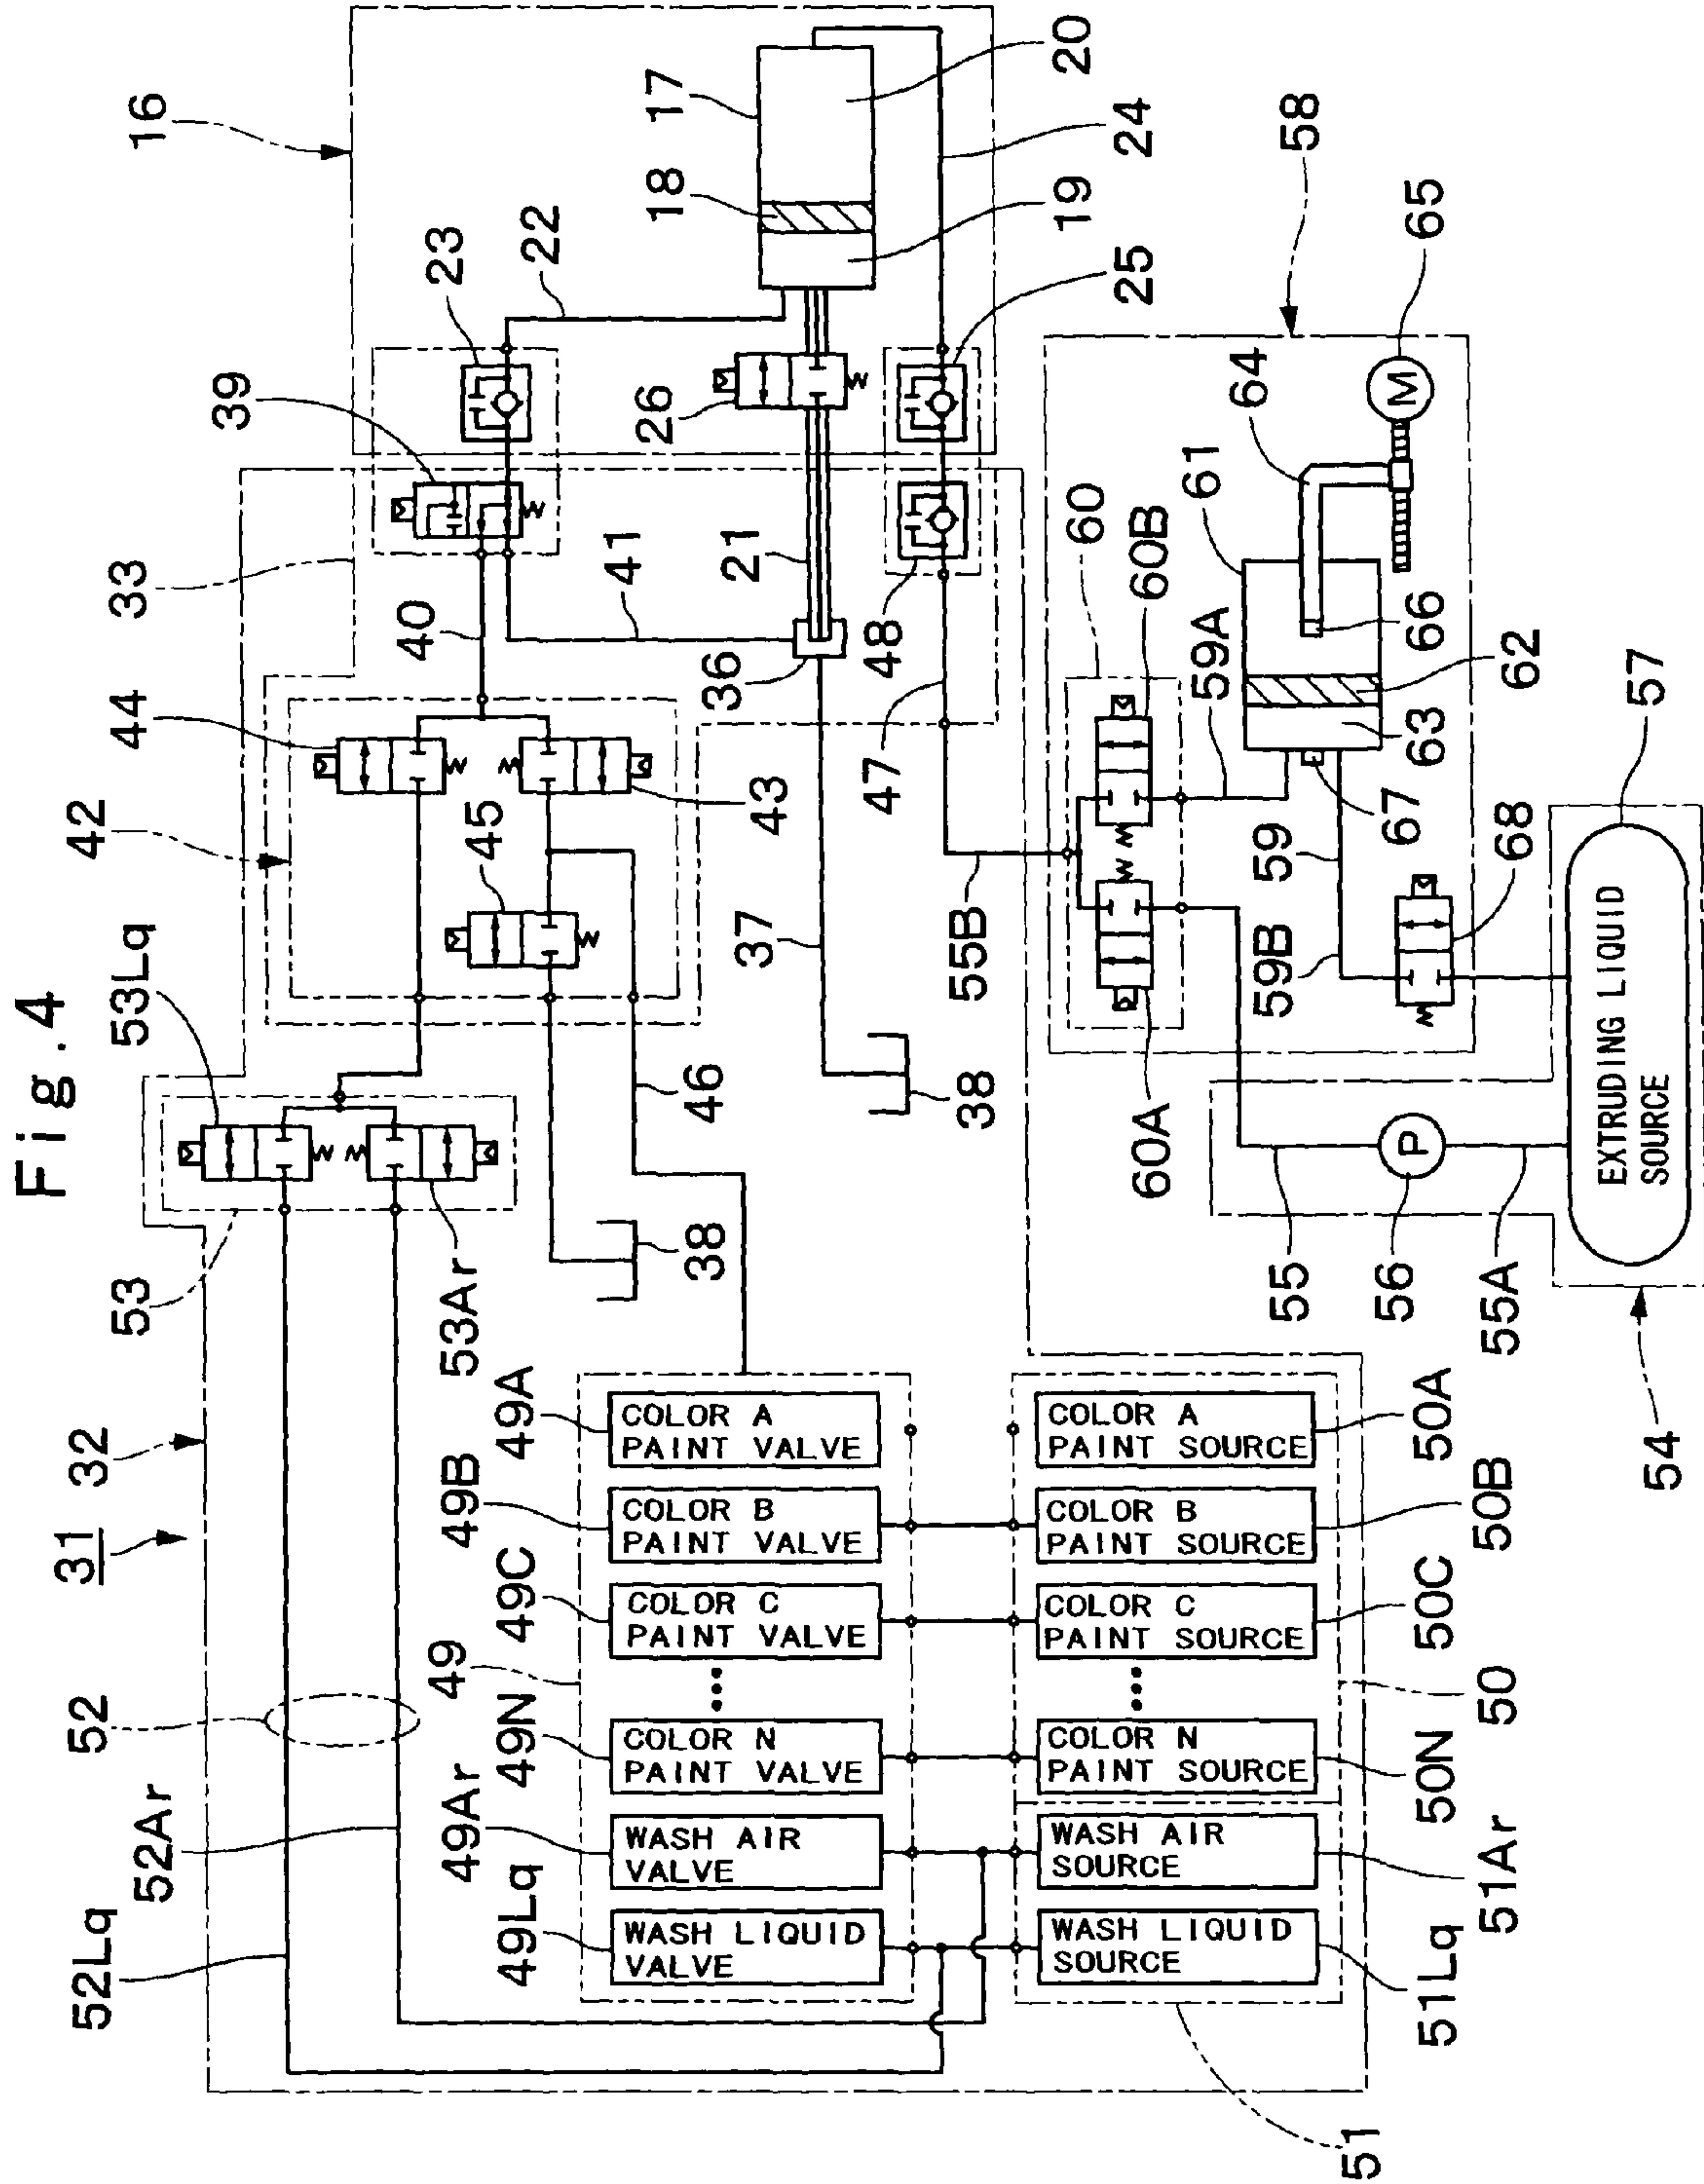 Fig. 4
16
17
18
19
20
21
22
23
24
25
26
31
32
33
36
37
38
38
39
40
41
42
43
44
45
46
47
48
49
49A
49B
49C
49N
49Ar
49Lq
COLOR A
PAINT VALVE
COLOR B
PAINT VALVE
COLOR C
PAINT VALVE
•••
COLOR N
PAINT VALVE
WASH AIR
VALVE
WASH LIQUID
VALVE
COLOR A
PAINT SOURCE
COLOR B
PAINT SOURCE
COLOR C
PAINT SOURCE
•••
COLOR N
PAINT SOURCE
WASH AIR
SOURCE
WASH LIQUID
SOURCE
50
50A
50B
50C
50N
51
51Ar
51Lq
52
52Ar
52Lq
53
53Lq
53Ar
54
55
55A
55B
56
P
57
EXTRUDING LIQUID
SOURCE
58
59
59A
59B
60
60A
60B
61
62
63
64
65
M
66
67
68